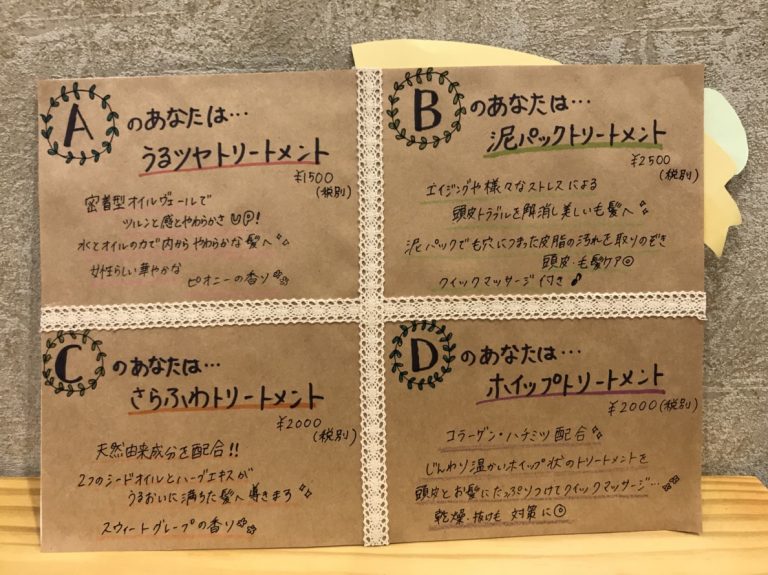 Aのあなたは…
うるツヤトリートメント
¥1500
(税別)
密着型オイルヴェールで
ツルンと感とやわらかさUP!
水とオイルの力で内からやわらかな髪へ
女性らしい華やかな
ピオニーの香り
Bのあなたは…
泥パックトリートメント
¥2500
(税別)
エイジングや様々なストレスによる
頭皮トラブルを解消し美しいも髪へ
泥パックでも穴につまった皮脂の汚れを取りのぞき
頭皮・毛髪ケア◎
クイックマッサージ付き♪
Cのあなたは…
さらふわトリートメント
¥2000
(税別)
天然由来成分を配合!!
2つのシードオイルとハーブエキスが
うるおいに満ちた髪へ導きます
スウィートグレープの香り
Dのあなたは…
ホイップトリートメント
¥2000(税別)
コラーゲン・ハチミツ配合
じんわり温かいホイップ状のトリートメントを
頭皮とお髪にたっぷりつけてクイックマッサージ…
乾燥・抜けも対策に◎